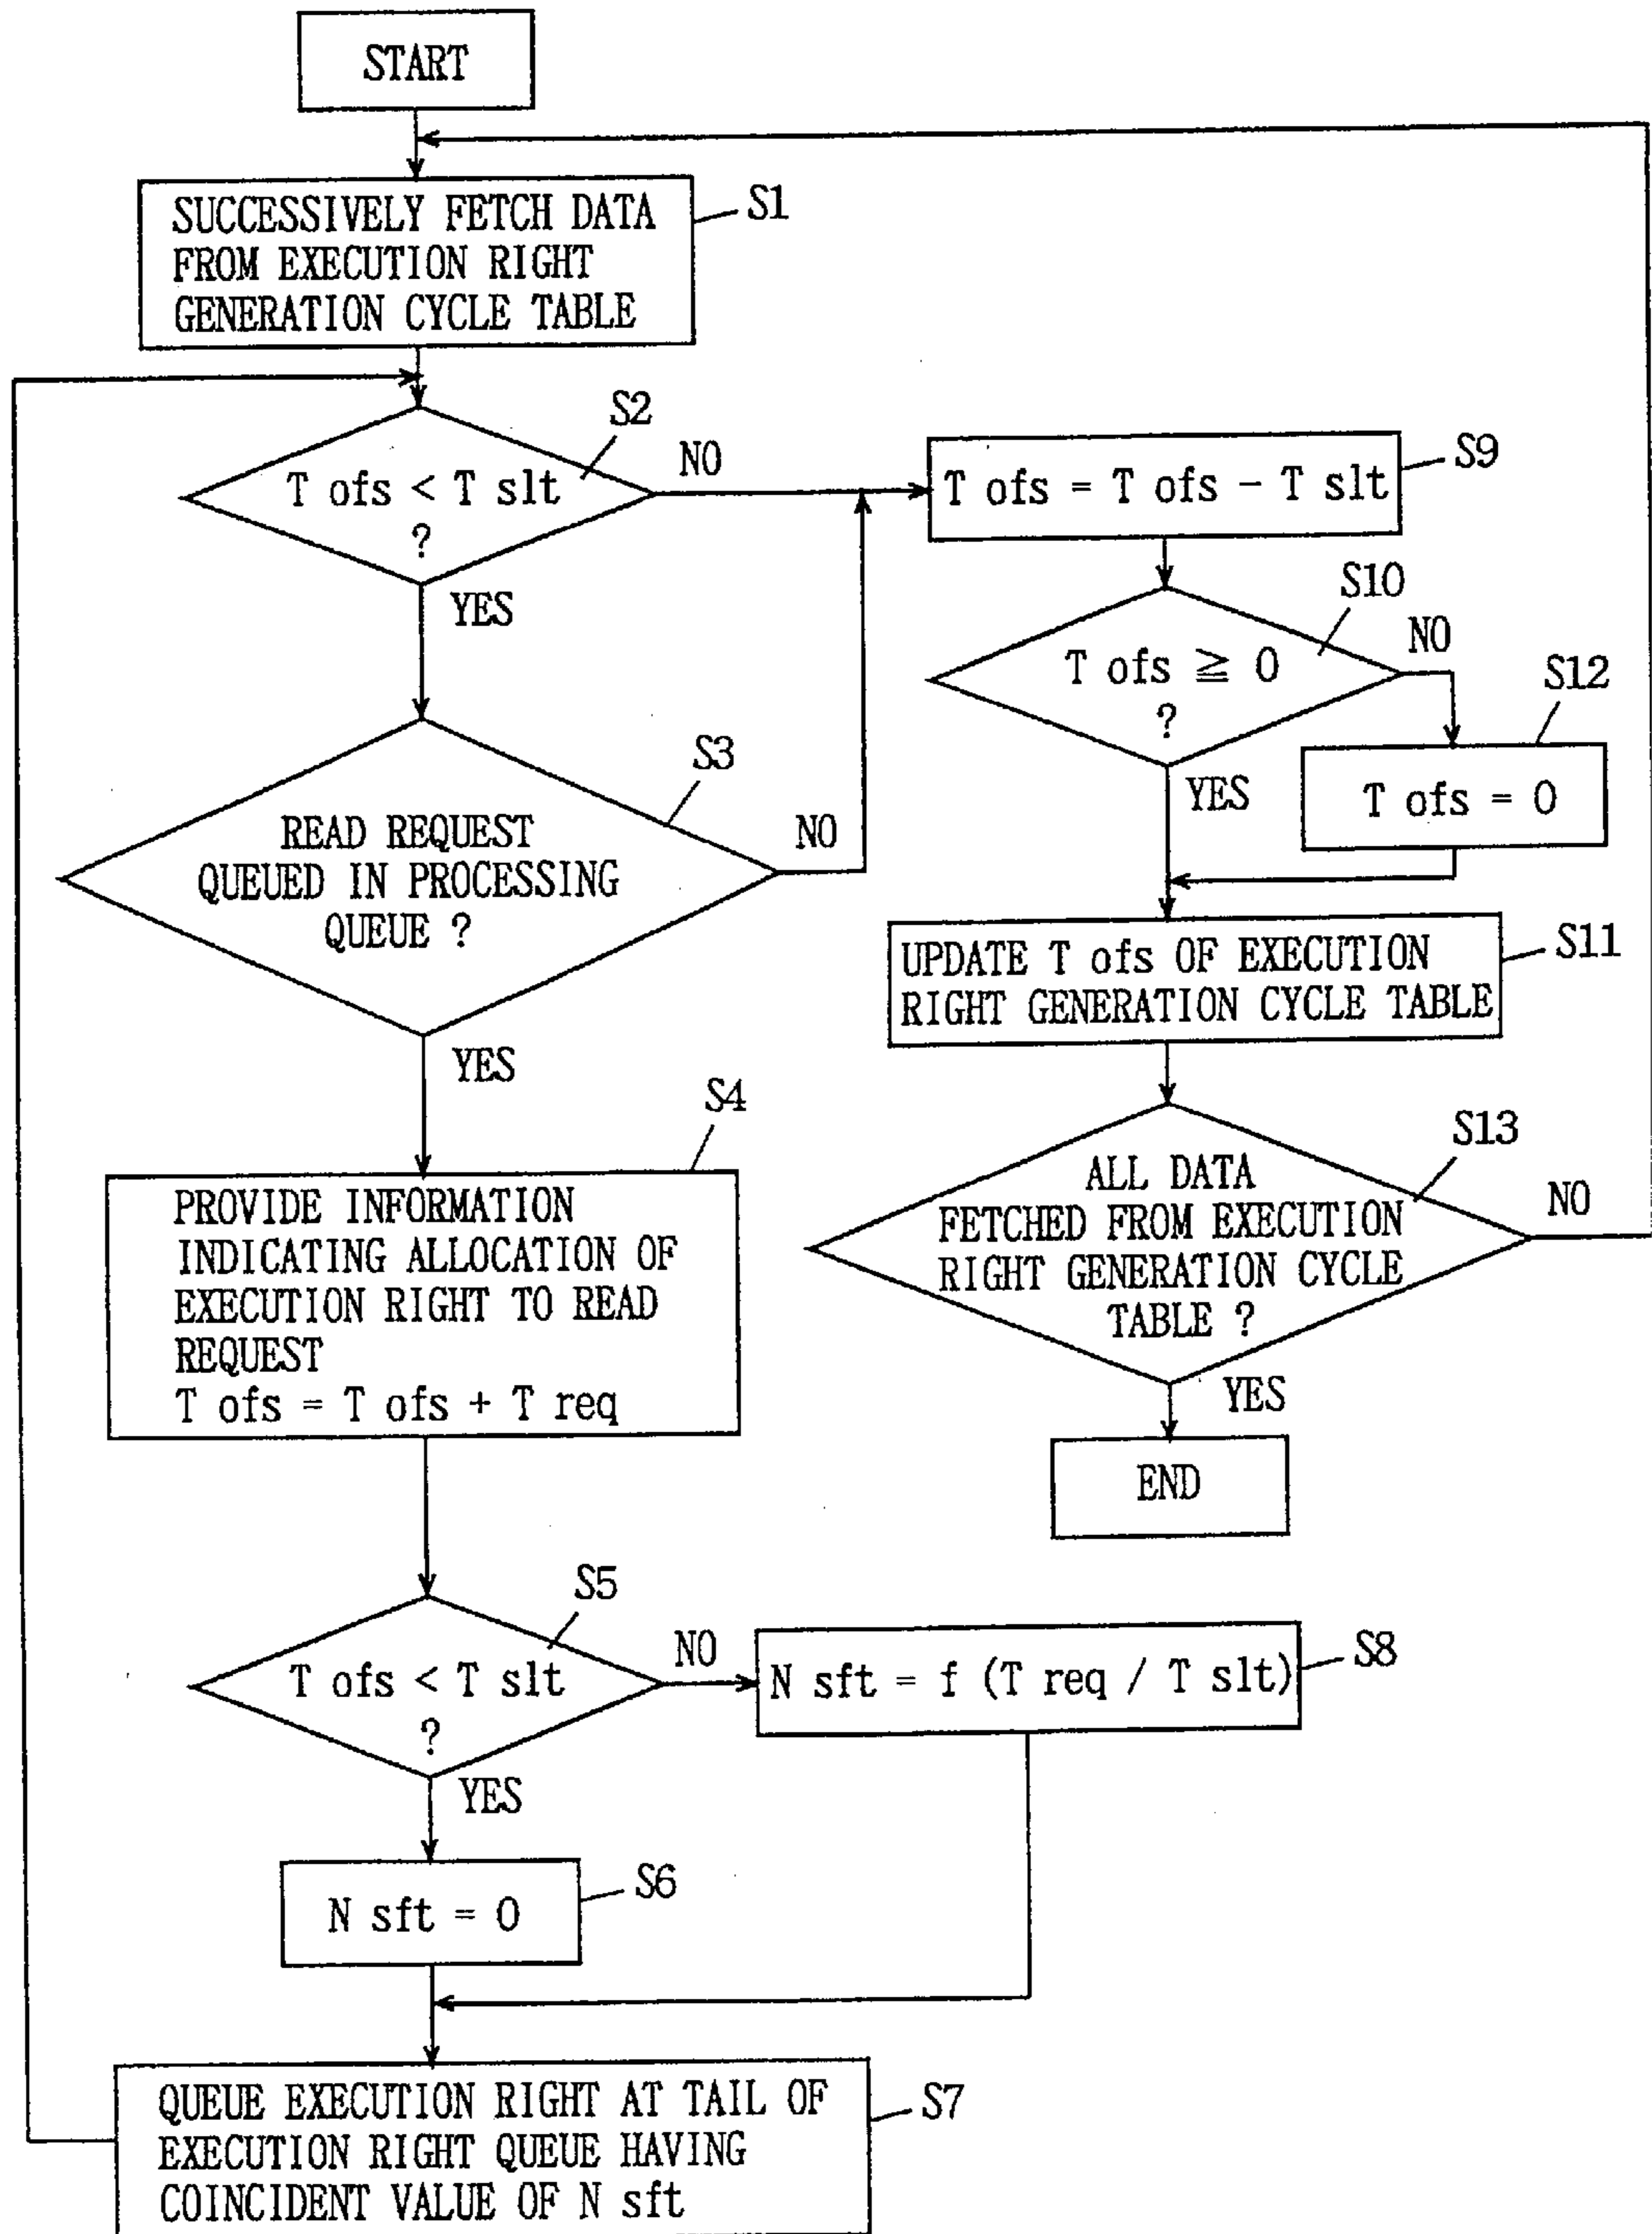 START
SUCCESSIVELY FETCH DATA
FROM EXECUTION RIGHT
GENERATION CYCLE TABLE
S1
T ofs < T slt
?
S2
NO
YES
READ REQUEST
QUEUED IN PROCESSING
QUEUE ?
S3
NO
YES
PROVIDE INFORMATION
INDICATING ALLOCATION OF
EXECUTION RIGHT TO READ
REQUEST
T ofs = T ofs + T req
S4
T ofs < T slt
?
S5
NO
YES
N sft = 0
S6
N sft = f (T req / T slt)
S8
QUEUE EXECUTION RIGHT AT TAIL OF
EXECUTION RIGHT QUEUE HAVING
COINCIDENT VALUE OF N sft
S7
T ofs = T ofs - T slt
S9
T ofs ≧ 0
?
S10
NO
YES
S12
T ofs = 0
UPDATE T ofs OF EXECUTION
RIGHT GENERATION CYCLE TABLE
S11
ALL DATA
FETCHED FROM EXECUTION
RIGHT GENERATION CYCLE
TABLE ?
S13
NO
YES
END